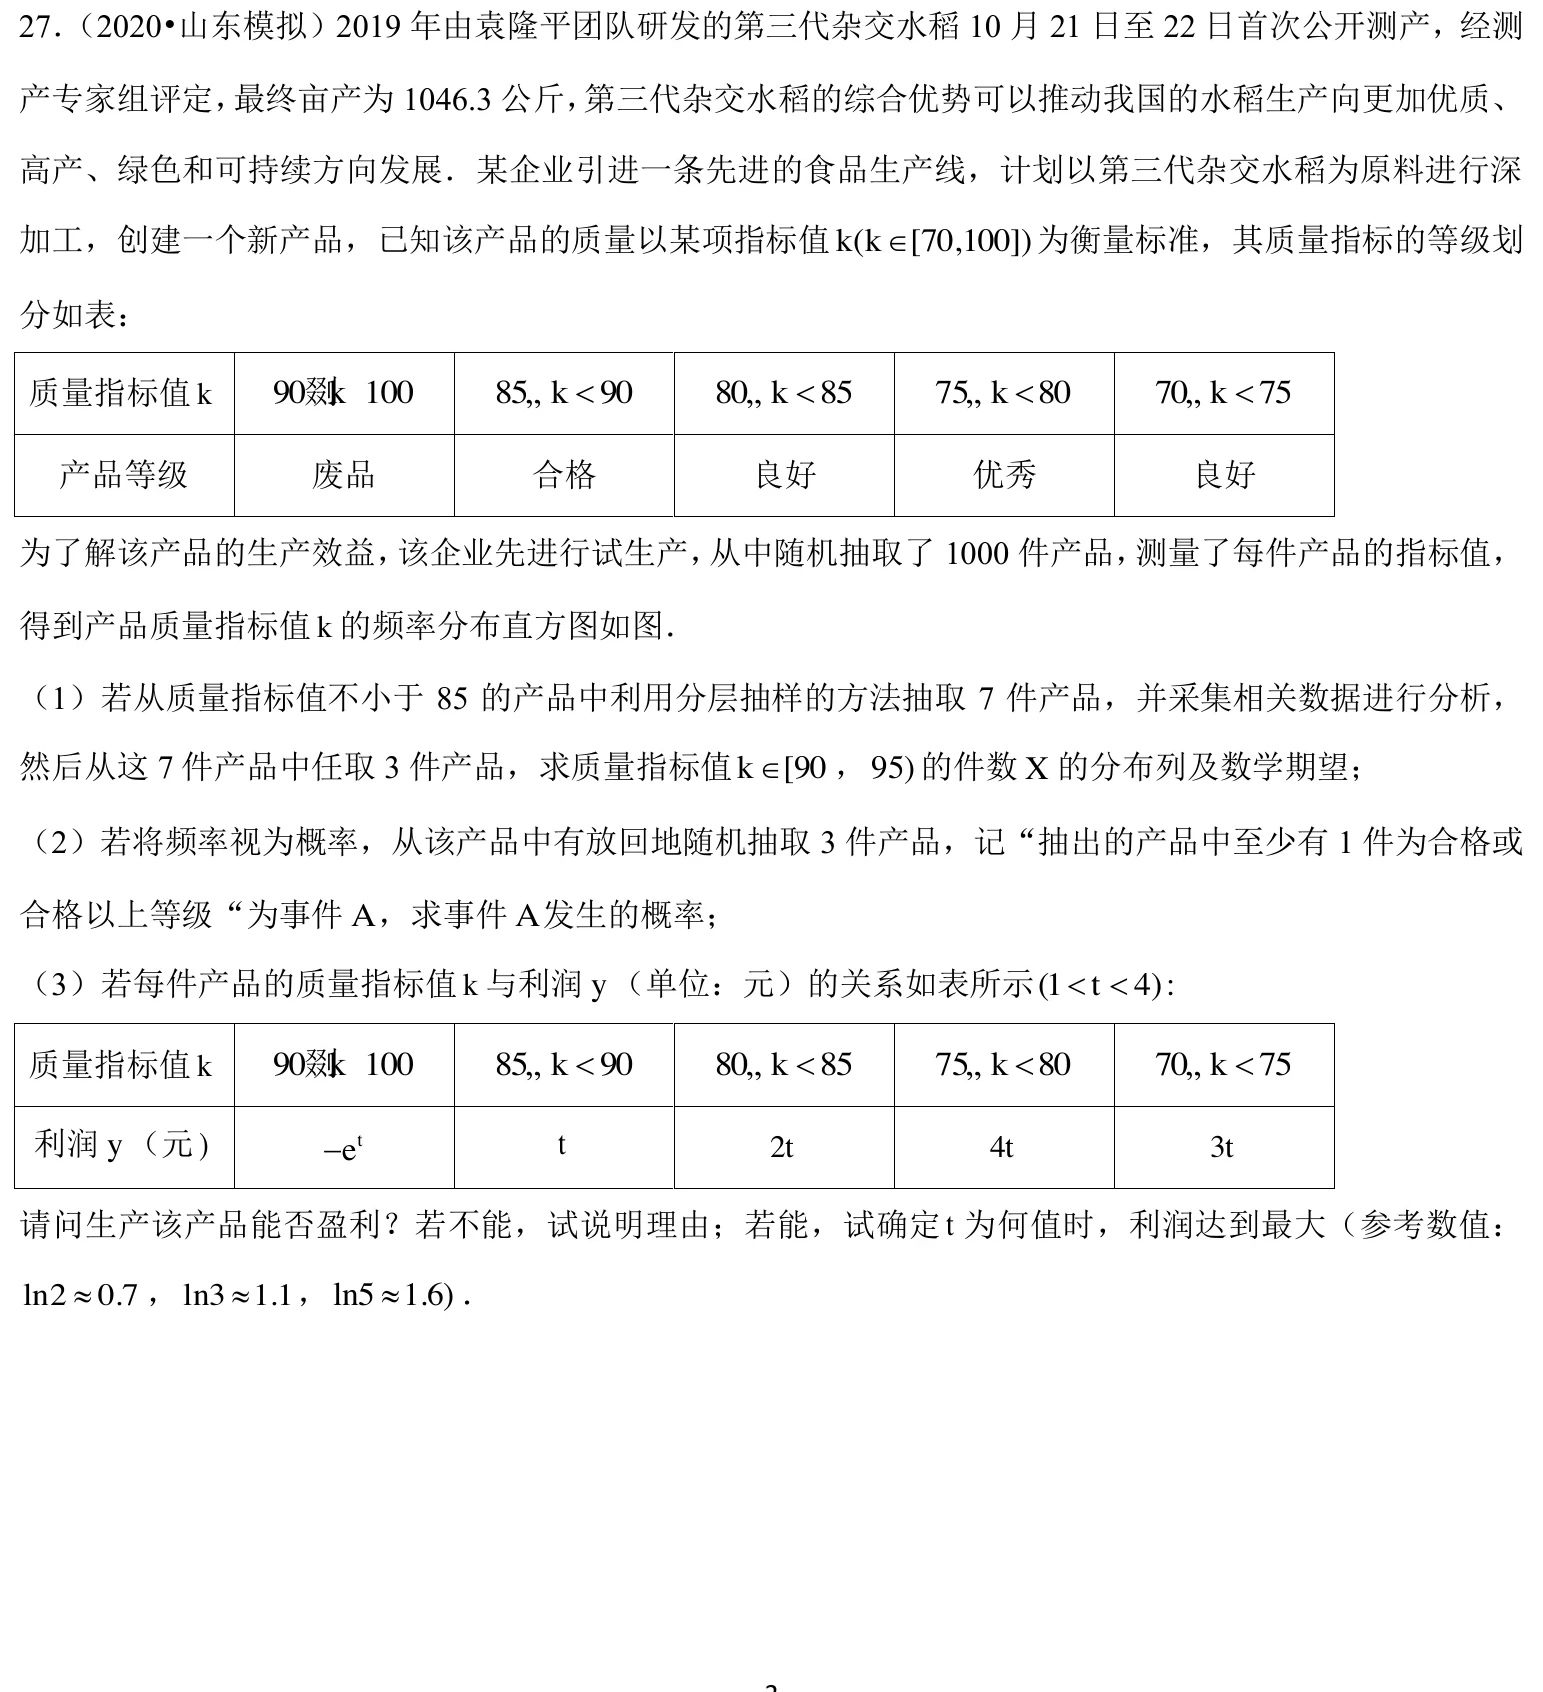 27.（2020•山东模拟）2019 年由袁隆平团队研发的第三代杂交水稻 10 月 21 日至 22 日首次公开测产，经测
产专家组评定，最终亩产为 1046.3 公斤，第三代杂交水稻的综合优势可以推动我国的水稻生产向更加优质、
高产、绿色和可持续方向发展．某企业引进一条先进的食品生产线，计划以第三代杂交水稻为原料进行深
加工，创建一个新产品，已知该产品的质量以某项指标值 k(k∈[70,100]) 为衡量标准，其质量指标的等级划
分如表：
质量指标值 k 90 k 100 85,, k＜90 80,, k＜85 75,, k＜80 70,, k＜75
产品等级 废品 合格 良好 优秀 良好
为了解该产品的生产效益，该企业先进行试生产，从中随机抽取了 1000 件产品，测量了每件产品的指标值，
得到产品质量指标值 k 的频率分布直方图如图．
（1）若从质量指标值不小于 85 的产品中利用分层抽样的方法抽取 7 件产品，并采集相关数据进行分析，
然后从这 7 件产品中任取 3 件产品，求质量指标值 k∈[90，95) 的件数 X 的分布列及数学期望；
（2）若将频率视为概率，从该产品中有放回地随机抽取 3 件产品，记“抽出的产品中至少有 1 件为合格或
合格以上等级“为事件 A，求事件 A发生的概率；
（3）若每件产品的质量指标值 k 与利润 y（单位：元）的关系如表所示 (1＜t＜4)：
质量指标值 k 90 k 100 85,, k＜90 80,, k＜85 75,, k＜80 70,, k＜75
利润 y（元） −eᵗ t 2t 4t 3t
请问生产该产品能否盈利？若不能，试说明理由；若能，试确定 t 为何值时，利润达到最大（参考数值：
ln2≈0.7，ln3≈1.1，ln5≈1.6)．